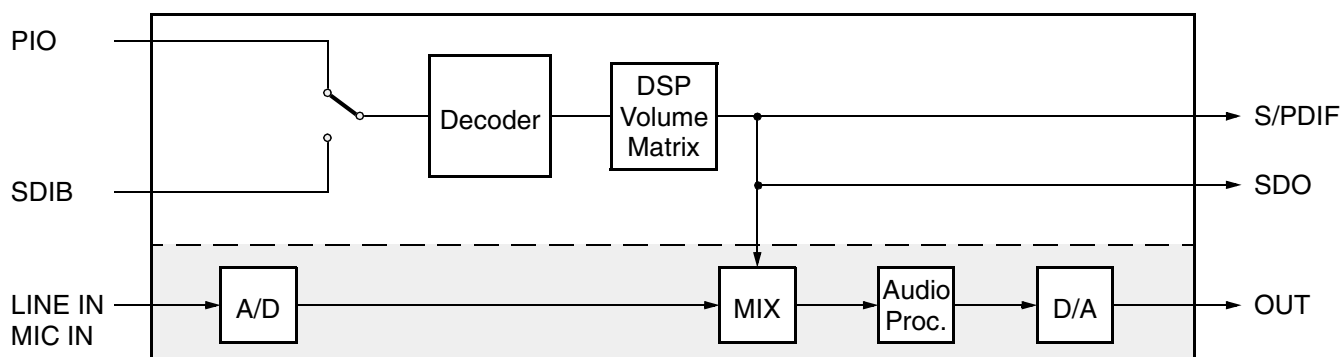 PIO
SDIB
Decoder
DSP
Volume
Matrix
S/PDIF
SDO
LINE IN
MIC IN
A/D
MIX
Audio
Proc.
D/A
OUT